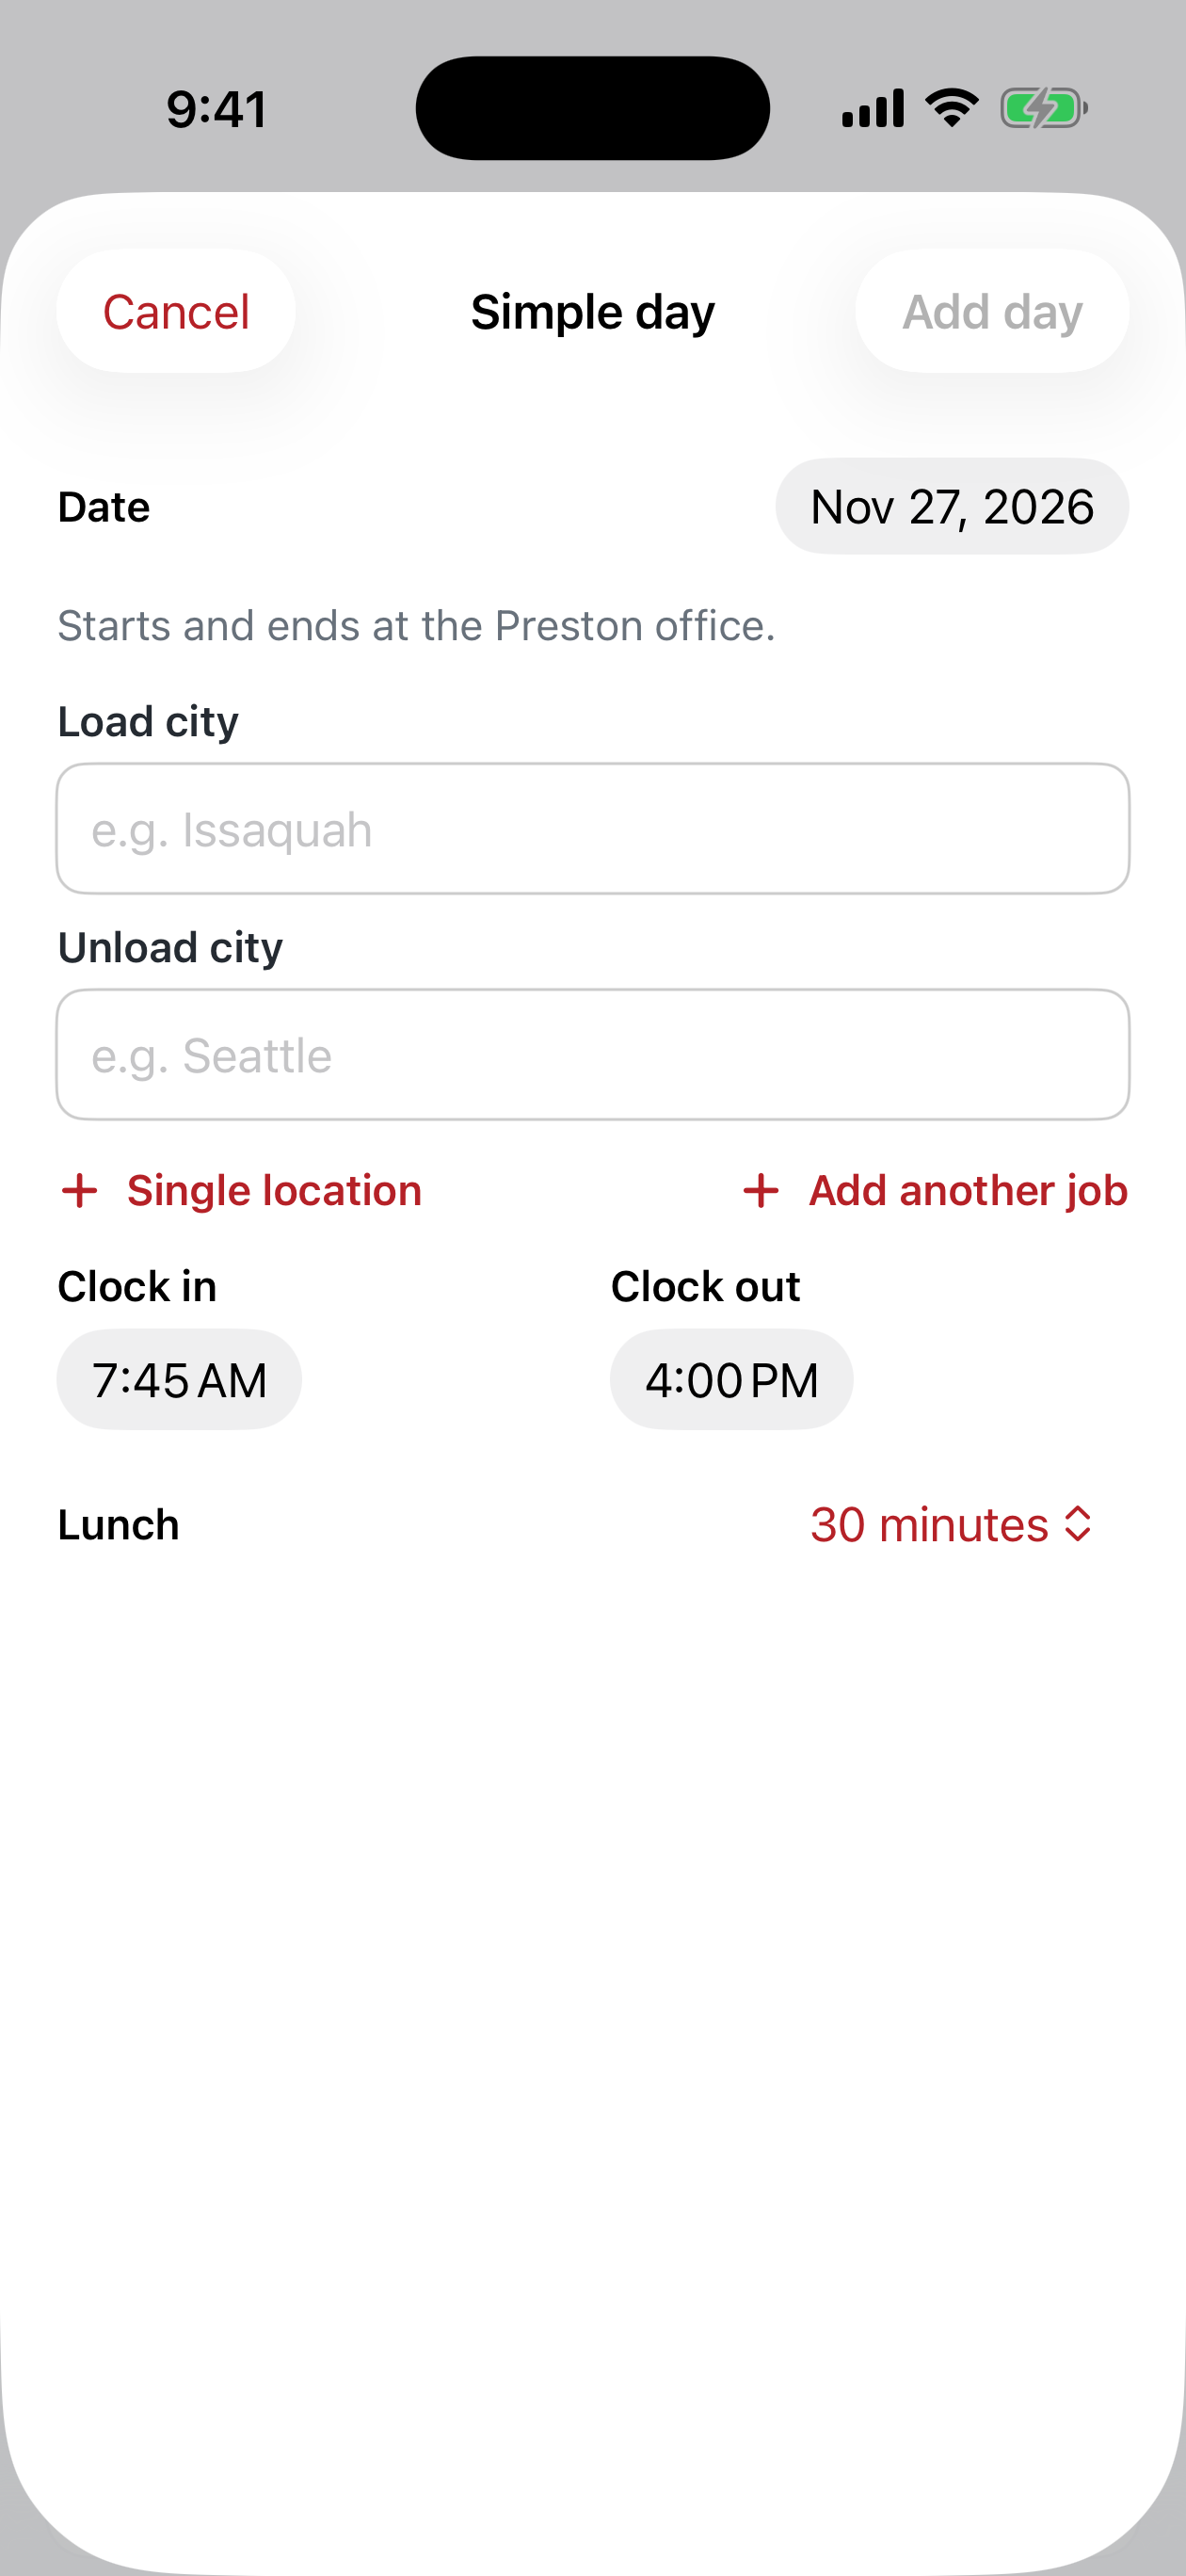 9:41
Cancel
Simple day
Add day
Date
Nov 27, 2026
Starts and ends at the Preston office.
Load city
e.g. Issaquah
Unload city
e.g. Seattle
+ Single location
+ Add another job
Clock in
Clock out
7:45 AM
4:00 PM
Lunch
30 minutes